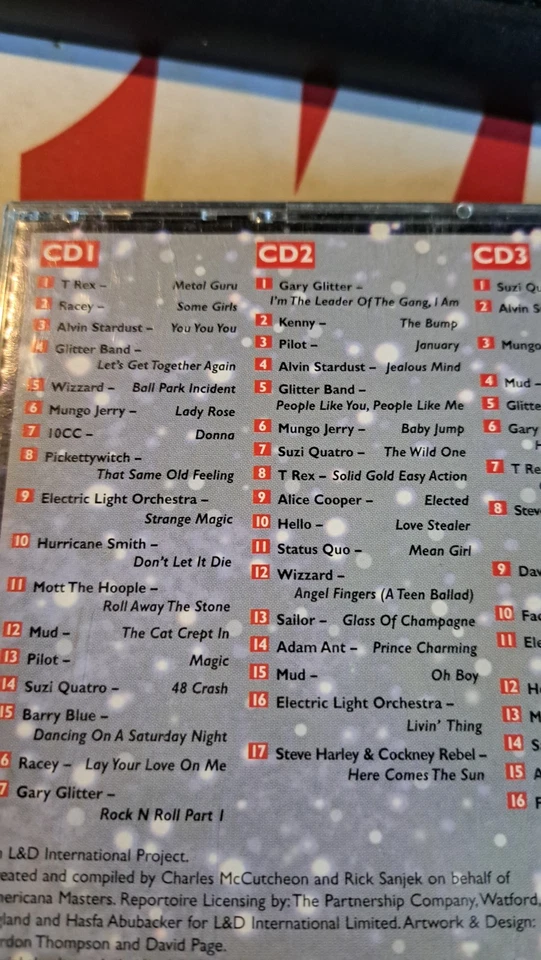 CD1
1 T Rex – Metal Guru
2 Racey – Some Girls
3 Alvin Stardust – You You You
4 Glitter Band –
Let's Get Together Again
5 Wizzard – Ball Park Incident
6 Mungo Jerry – Lady Rose
7 10CC – Donna
8 Pickettywitch –
That Same Old Feeling
9 Electric Light Orchestra –
Strange Magic
10 Hurricane Smith –
Don't Let It Die
11 Mott The Hoople –
Roll Away The Stone
12 Mud – The Cat Crept In
13 Pilot – Magic
14 Suzi Quatro – 48 Crash
15 Barry Blue –
Dancing On A Saturday Night
6 Racey – Lay Your Love On Me
7 Gary Glitter –
Rock N Roll Part 1
CD2
1 Gary Glitter –
I'm The Leader Of The Gang, I Am
2 Kenny – The Bump
3 Pilot – January
4 Alvin Stardust – Jealous Mind
5 Glitter Band –
People Like You, People Like Me
6 Mungo Jerry – Baby Jump
7 Suzi Quatro – The Wild One
8 T Rex – Solid Gold Easy Action
9 Alice Cooper – Elected
10 Hello – Love Stealer
11 Status Quo – Mean Girl
12 Wizzard –
Angel Fingers (A Teen Ballad)
13 Sailor – Glass Of Champagne
14 Adam Ant – Prince Charming
15 Mud – Oh Boy
16 Electric Light Orchestra –
Livin' Thing
17 Steve Harley & Cockney Rebel –
Here Comes The Sun
CD3
1 Suzi Qu
2 Alvin S
3 Mungo
4 Mud –
5 Glitte
6 Gary
H
7 T Re
8 Stev
9 Dav
10 Fac
11 Ele
12 H
13 M
14 S
15 A
16 F
L&D International Project.
eated and compiled by Charles McCutcheon and Rick Sanjek on behalf of
ericana Masters. Reportoire Licensing by: The Partnership Company, Watford,
gland and Hasfa Abubacker for L&D International Limited. Artwork & Design:
rdon Thompson and David Page.